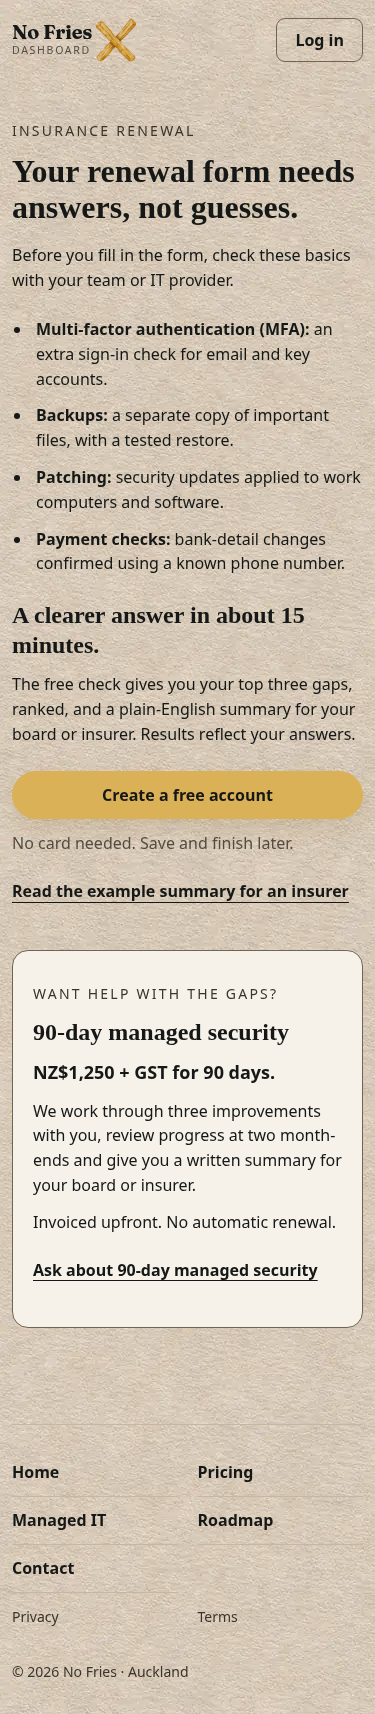 No Fries
DASHBOARD
Log in
INSURANCE RENEWAL
Your renewal form needs
answers, not guesses.
Before you fill in the form, check these basics
with your team or IT provider.
• Multi-factor authentication (MFA): an
extra sign-in check for email and key
accounts.
• Backups: a separate copy of important
files, with a tested restore.
• Patching: security updates applied to work
computers and software.
• Payment checks: bank-detail changes
confirmed using a known phone number.
A clearer answer in about 15
minutes.
The free check gives you your top three gaps,
ranked, and a plain-English summary for your
board or insurer. Results reflect your answers.
Create a free account
No card needed. Save and finish later.
Read the example summary for an insurer
WANT HELP WITH THE GAPS?
90-day managed security
NZ$1,250 + GST for 90 days.
We work through three improvements
with you, review progress at two month-
ends and give you a written summary for
your board or insurer.
Invoiced upfront. No automatic renewal.
Ask about 90-day managed security
Home
Pricing
Managed IT
Roadmap
Contact
Privacy
Terms
© 2026 No Fries · Auckland